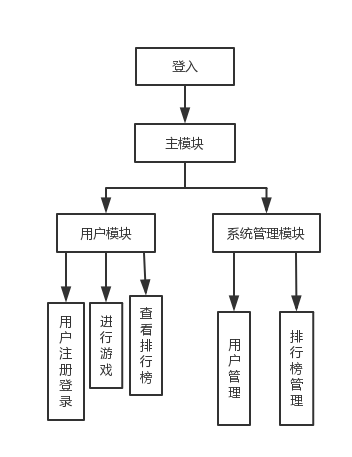 登入
主模块
用户模块
系统管理模块
用户注册登录
进行游戏
查看排行榜
用户管理
排行榜管理